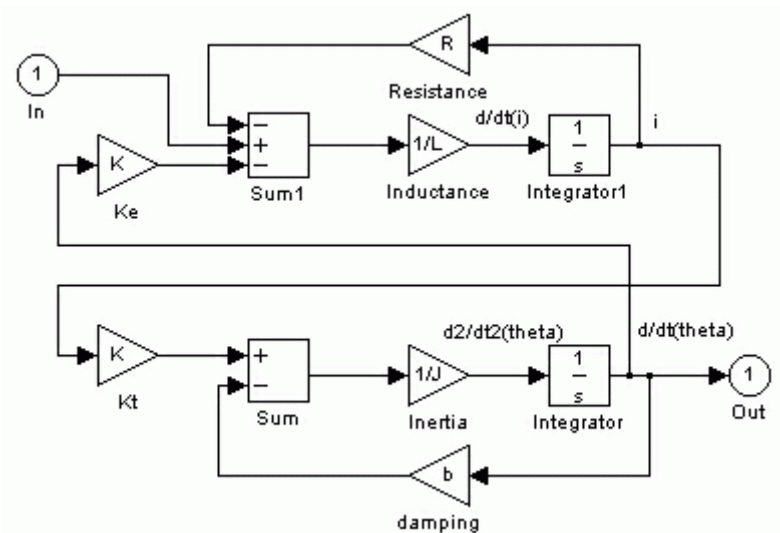 R
Resistance
1
In
−
+
−
Sum1
1/L
Inductance
d/dt(i)
1
s
Integrator1
i
K
Ke
K
Kt
+
−
Sum
1/J
Inertia
d2/dt2(theta)
1
s
Integrator
d/dt(theta)
1
Out
b
damping